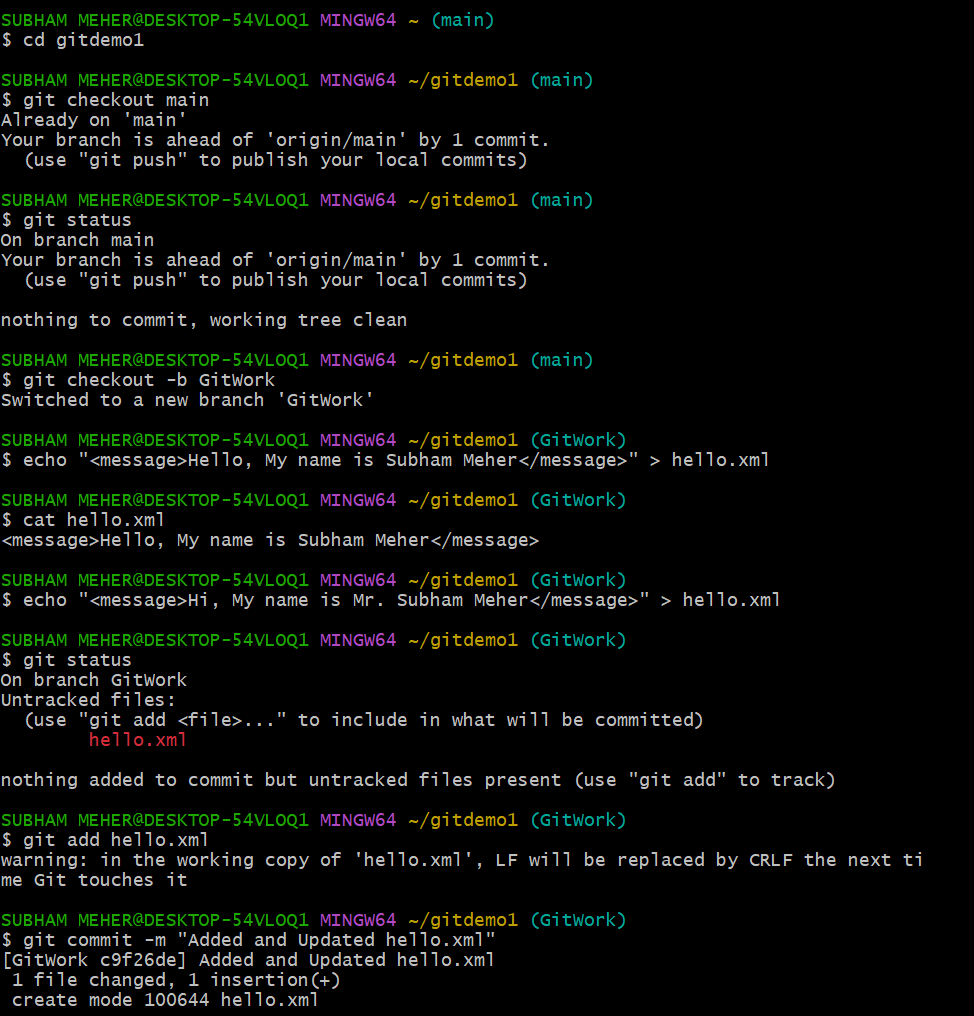 SUBHAM MEHER@DESKTOP-54VLOQ1 MINGW64 ~ (main)
$ cd gitdemo1
SUBHAM MEHER@DESKTOP-54VLOQ1 MINGW64 ~/gitdemo1 (main)
$ git checkout main
Already on 'main'
Your branch is ahead of 'origin/main' by 1 commit.
  (use "git push" to publish your local commits)
SUBHAM MEHER@DESKTOP-54VLOQ1 MINGW64 ~/gitdemo1 (main)
$ git status
On branch main
Your branch is ahead of 'origin/main' by 1 commit.
  (use "git push" to publish your local commits)
nothing to commit, working tree clean
SUBHAM MEHER@DESKTOP-54VLOQ1 MINGW64 ~/gitdemo1 (main)
$ git checkout -b GitWork
Switched to a new branch 'GitWork'
SUBHAM MEHER@DESKTOP-54VLOQ1 MINGW64 ~/gitdemo1 (GitWork)
$ echo "<message>Hello, My name is Subham Meher</message>" > hello.xml
SUBHAM MEHER@DESKTOP-54VLOQ1 MINGW64 ~/gitdemo1 (GitWork)
$ cat hello.xml
<message>Hello, My name is Subham Meher</message>
SUBHAM MEHER@DESKTOP-54VLOQ1 MINGW64 ~/gitdemo1 (GitWork)
$ echo "<message>Hi, My name is Mr. Subham Meher</message>" > hello.xml
SUBHAM MEHER@DESKTOP-54VLOQ1 MINGW64 ~/gitdemo1 (GitWork)
$ git status
On branch GitWork
Untracked files:
  (use "git add <file>..." to include in what will be committed)
        hello.xml
nothing added to commit but untracked files present (use "git add" to track)
SUBHAM MEHER@DESKTOP-54VLOQ1 MINGW64 ~/gitdemo1 (GitWork)
$ git add hello.xml
warning: in the working copy of 'hello.xml', LF will be replaced by CRLF the next ti
me Git touches it
SUBHAM MEHER@DESKTOP-54VLOQ1 MINGW64 ~/gitdemo1 (GitWork)
$ git commit -m "Added and Updated hello.xml"
[GitWork c9f26de] Added and Updated hello.xml
 1 file changed, 1 insertion(+)
 create mode 100644 hello.xml